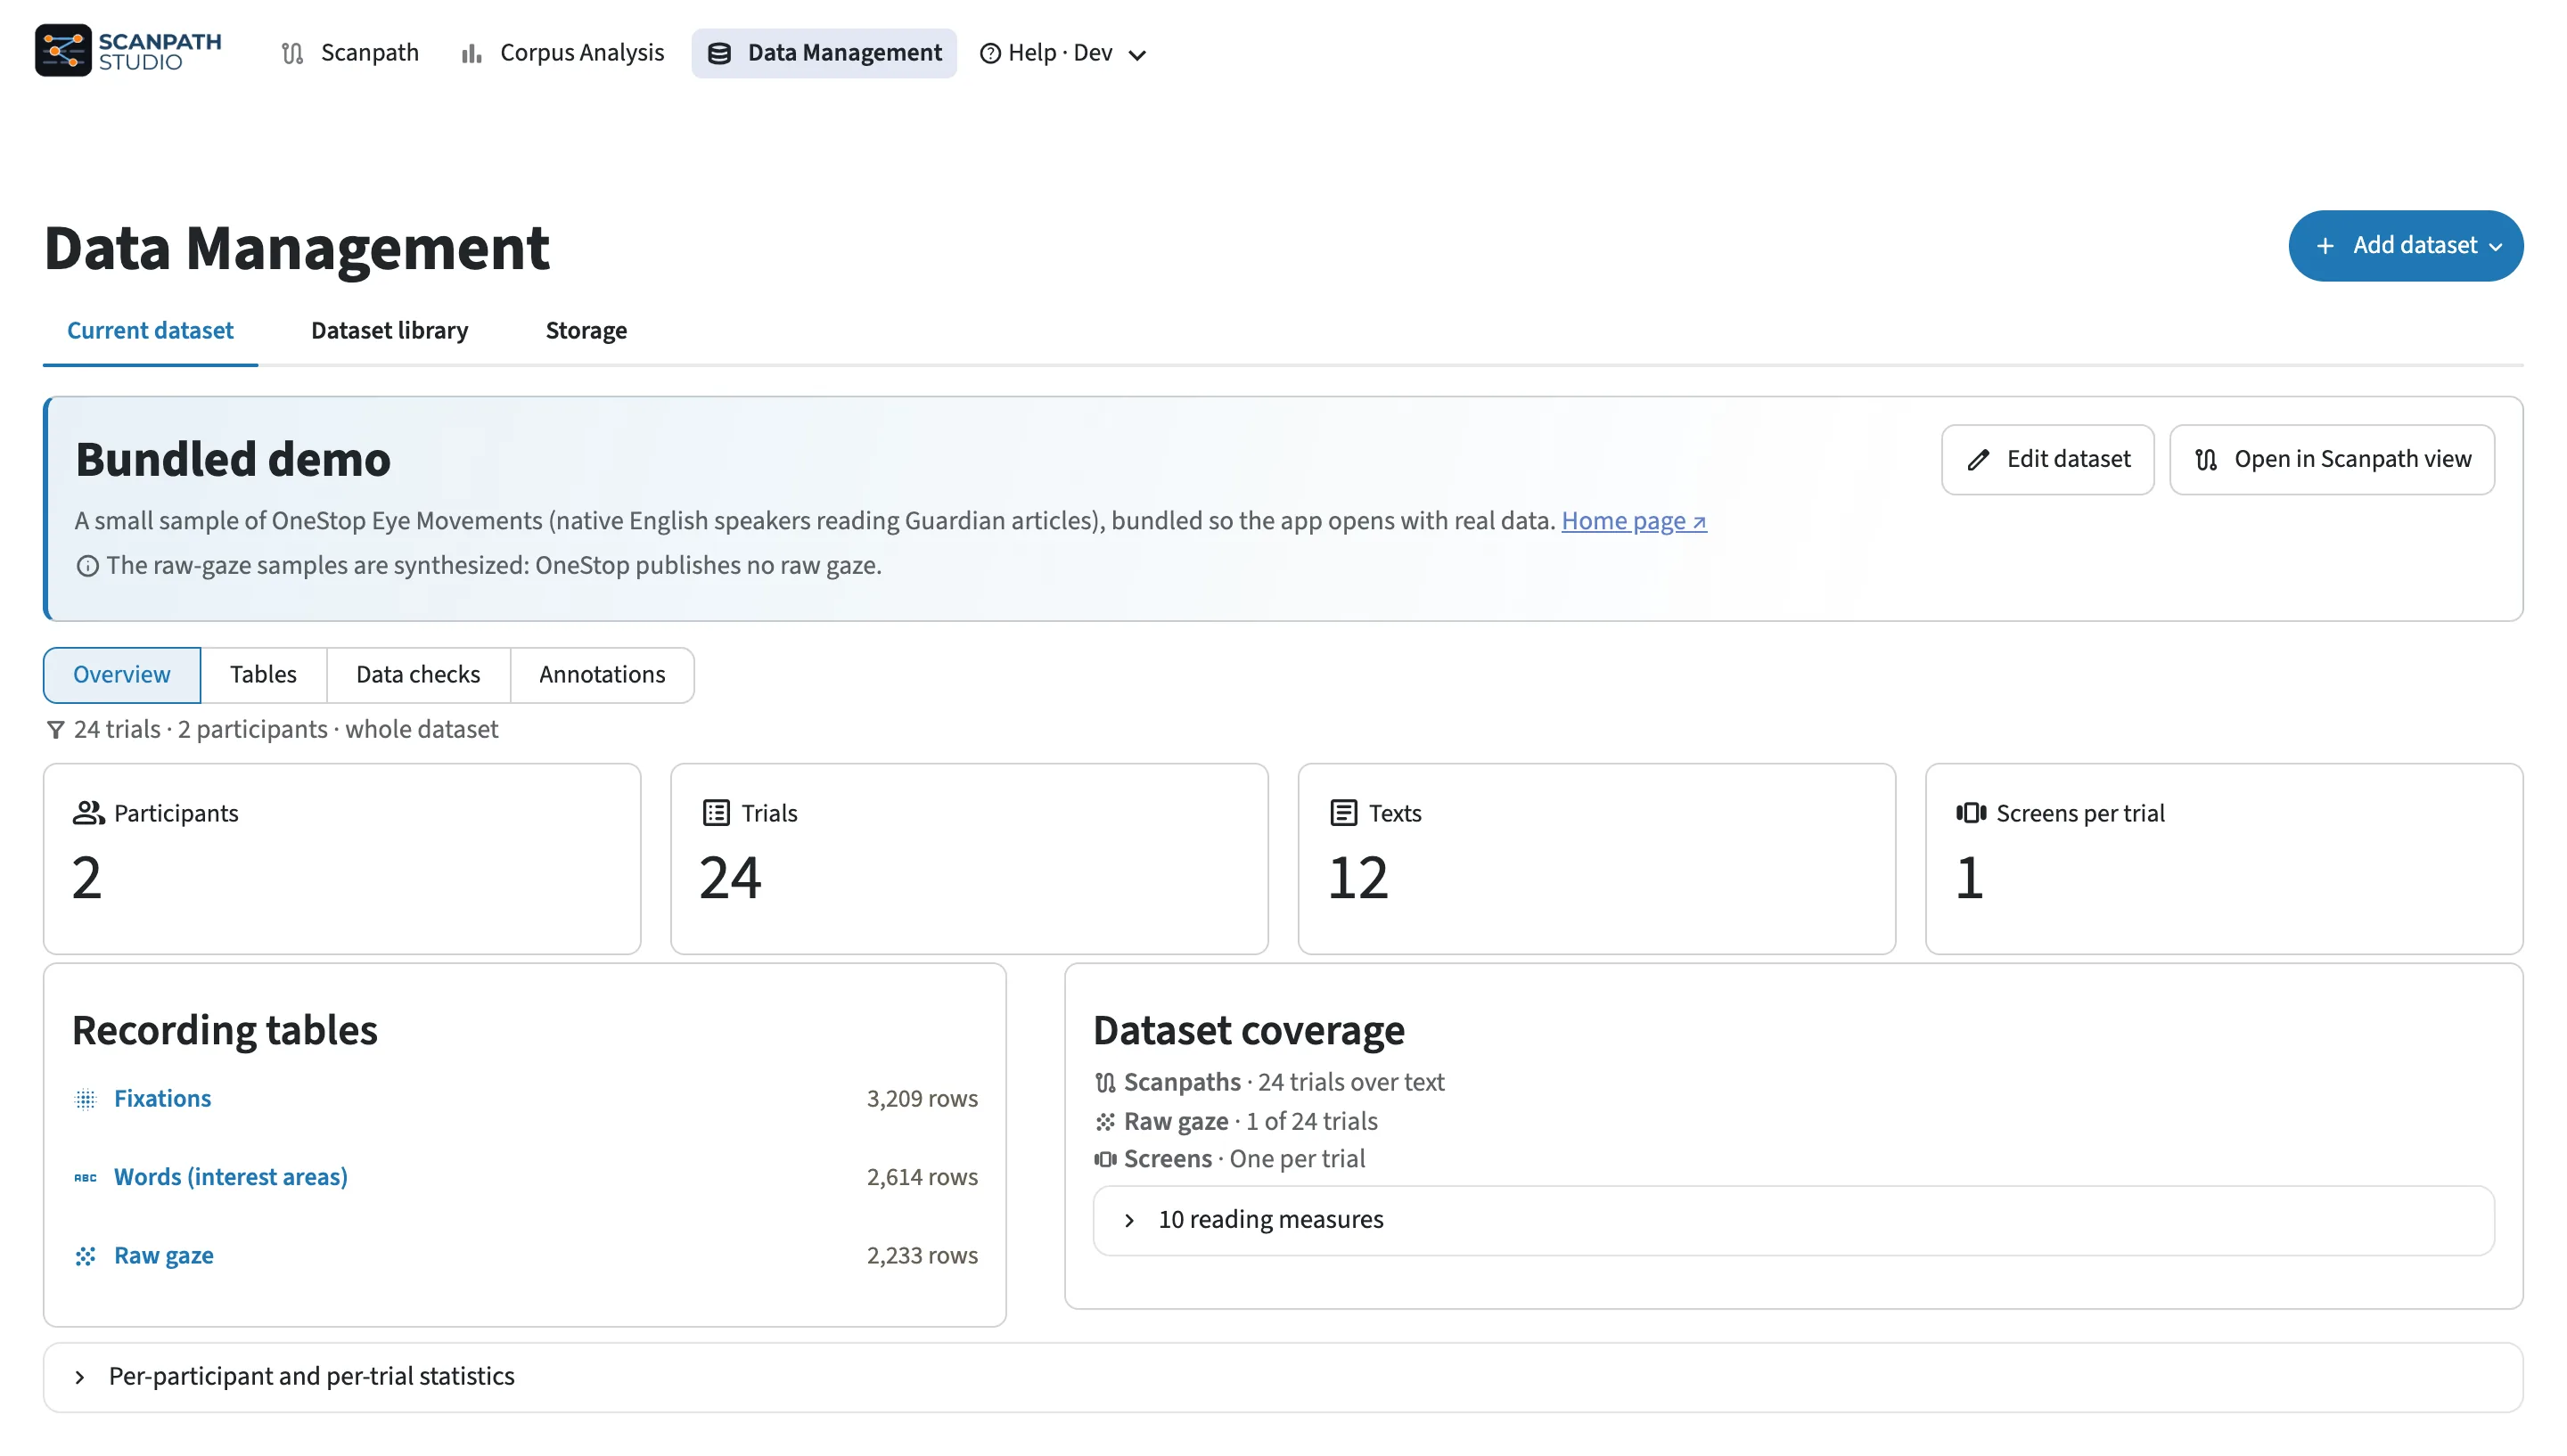 SCANPATH
STUDIO
Scanpath
Corpus Analysis
Data Management
Help · Dev
Data Management
+ Add dataset
Current dataset
Dataset library
Storage
Bundled demo
Edit dataset
Open in Scanpath view
A small sample of OneStop Eye Movements (native English speakers reading Guardian articles), bundled so the app opens with real data. Home page ↗
The raw-gaze samples are synthesized: OneStop publishes no raw gaze.
Overview
Tables
Data checks
Annotations
24 trials · 2 participants · whole dataset
Participants
2
Trials
24
Texts
12
Screens per trial
1
Recording tables
Fixations
3,209 rows
ABC
Words (interest areas)
2,614 rows
Raw gaze
2,233 rows
Dataset coverage
Scanpaths · 24 trials over text
Raw gaze · 1 of 24 trials
Screens · One per trial
10 reading measures
Per-participant and per-trial statistics